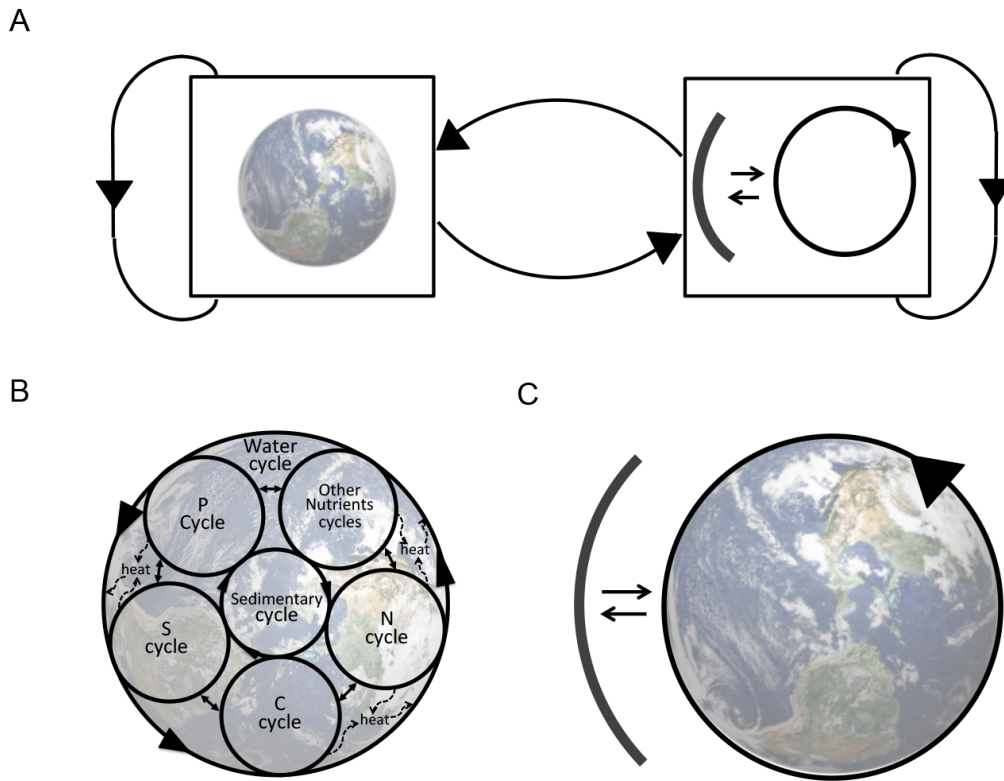 A
B
C
Water
cycle
P
Cycle
Other
Nutrients
cycles
heat
heat
Sedimentary
cycle
S
cycle
N
cycle
C
cycle
heat